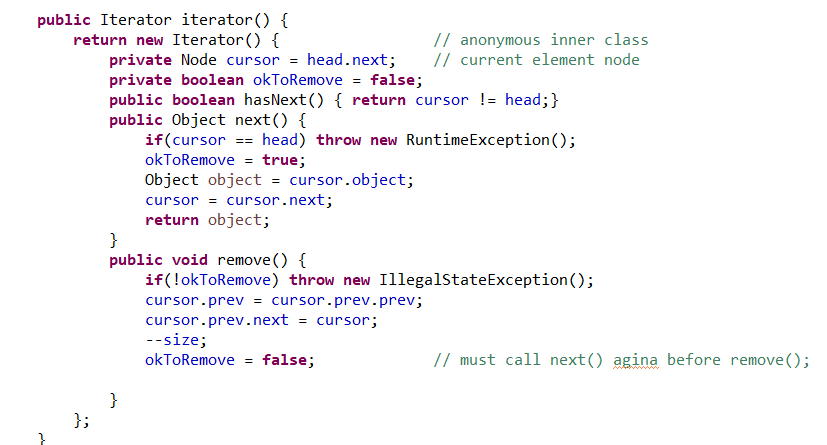 public Iterator iterator() {
return new Iterator() { // anonymous inner class
private Node cursor = head.next; // current element node
private boolean okToRemove = false;
public boolean hasNext() { return cursor != head;}
public Object next() {
if(cursor == head) throw new RuntimeException();
okToRemove = true;
Object object = cursor.object;
cursor = cursor.next;
return object;
}
public void remove() {
if(!okToRemove) throw new IllegalStateException();
cursor.prev = cursor.prev.prev;
cursor.prev.next = cursor;
--size;
okToRemove = false; // must call next() agina before remove();
}
};
}